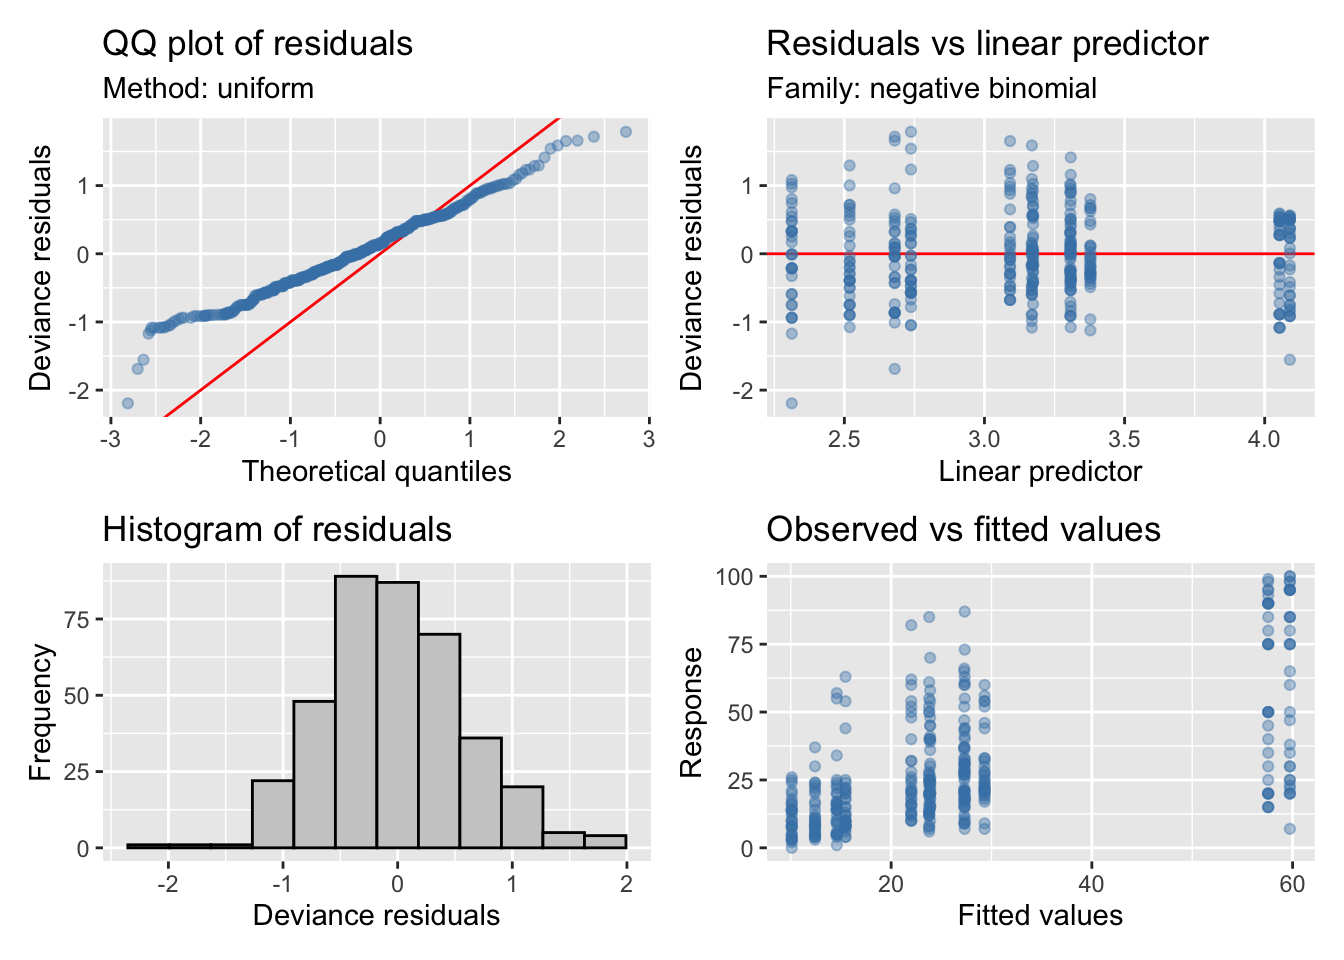 QQ plot of residuals
Method: uniform
Deviance residuals
1
0
-1
-2
-3 -2 -1 0 1 2 3
Theoretical quantiles
Residuals vs linear predictor
Family: negative binomial
Deviance residuals
1
0
-1
-2
2.5 3.0 3.5 4.0
Linear predictor
Histogram of residuals
Frequency
75
50
25
0
-2 -1 0 1 2
Deviance residuals
Observed vs fitted values
Response
100
75
50
25
0
20 40 60
Fitted values